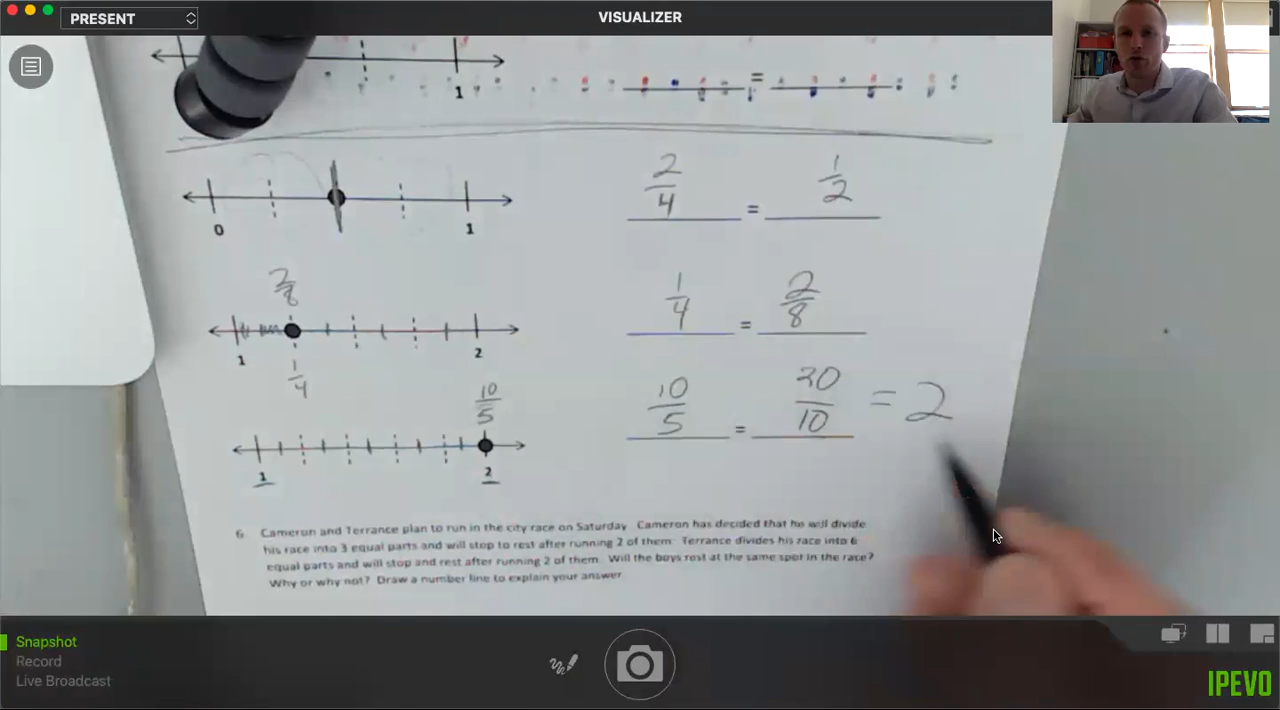 PRESENT
VISUALIZER
1
=
0
1
2/4 = 1/2
2/8
1
2
1/4
1/4 = 2/8
10/5
1
2
10/5 = 20/10 = 2
6. Cameron and Terrance plan to run in the city race on Saturday. Cameron has decided that he will divide
his race into 3 equal parts and will stop to rest after running 2 of them. Terrance divides his race into 6
equal parts and will stop and rest after running 2 of them. Will the boys rest at the same spot in the race?
Why or why not? Draw a number line to explain your answer.
Snapshot
Record
Live Broadcast
IPEVO